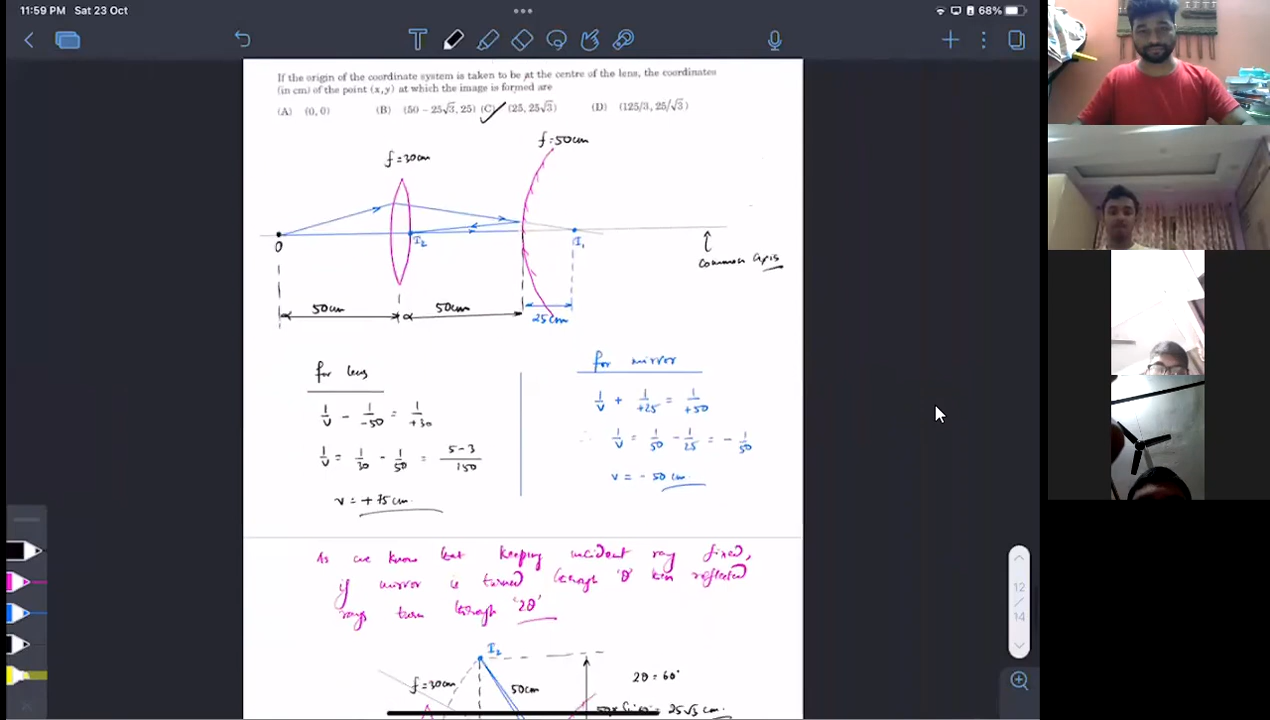 11:59 PM Sat 23 Oct
68%
If the origin of the coordinate system is taken to be at the centre of the lens, the coordinates
(in cm) of the point (x,y) at which the image is formed are
(A) (0, 0) (B) (50 − 25√3, 25) (C) (25, 25√3) (D) (125/3, 25/√3)
f=50cm
f=30cm
O
I₂
I₁
common axis
50cm
50cm
25cm
for lens
1/v - 1/-50 = 1/+30
1/v = 1/30 - 1/50 = 5-3/150
v = +75cm.
for mirror
1/v + 1/+25 = 1/+50
∴ 1/v = 1/50 - 1/25 = - 1/50
v = - 50 cm
As we know that keeping incident ray fixed,
if mirror is turned through 'θ' then reflected
rays turn through '2θ'
I₂
f=30cm
50cm
2θ = 60°
= 25√3 cm.
12
/
14